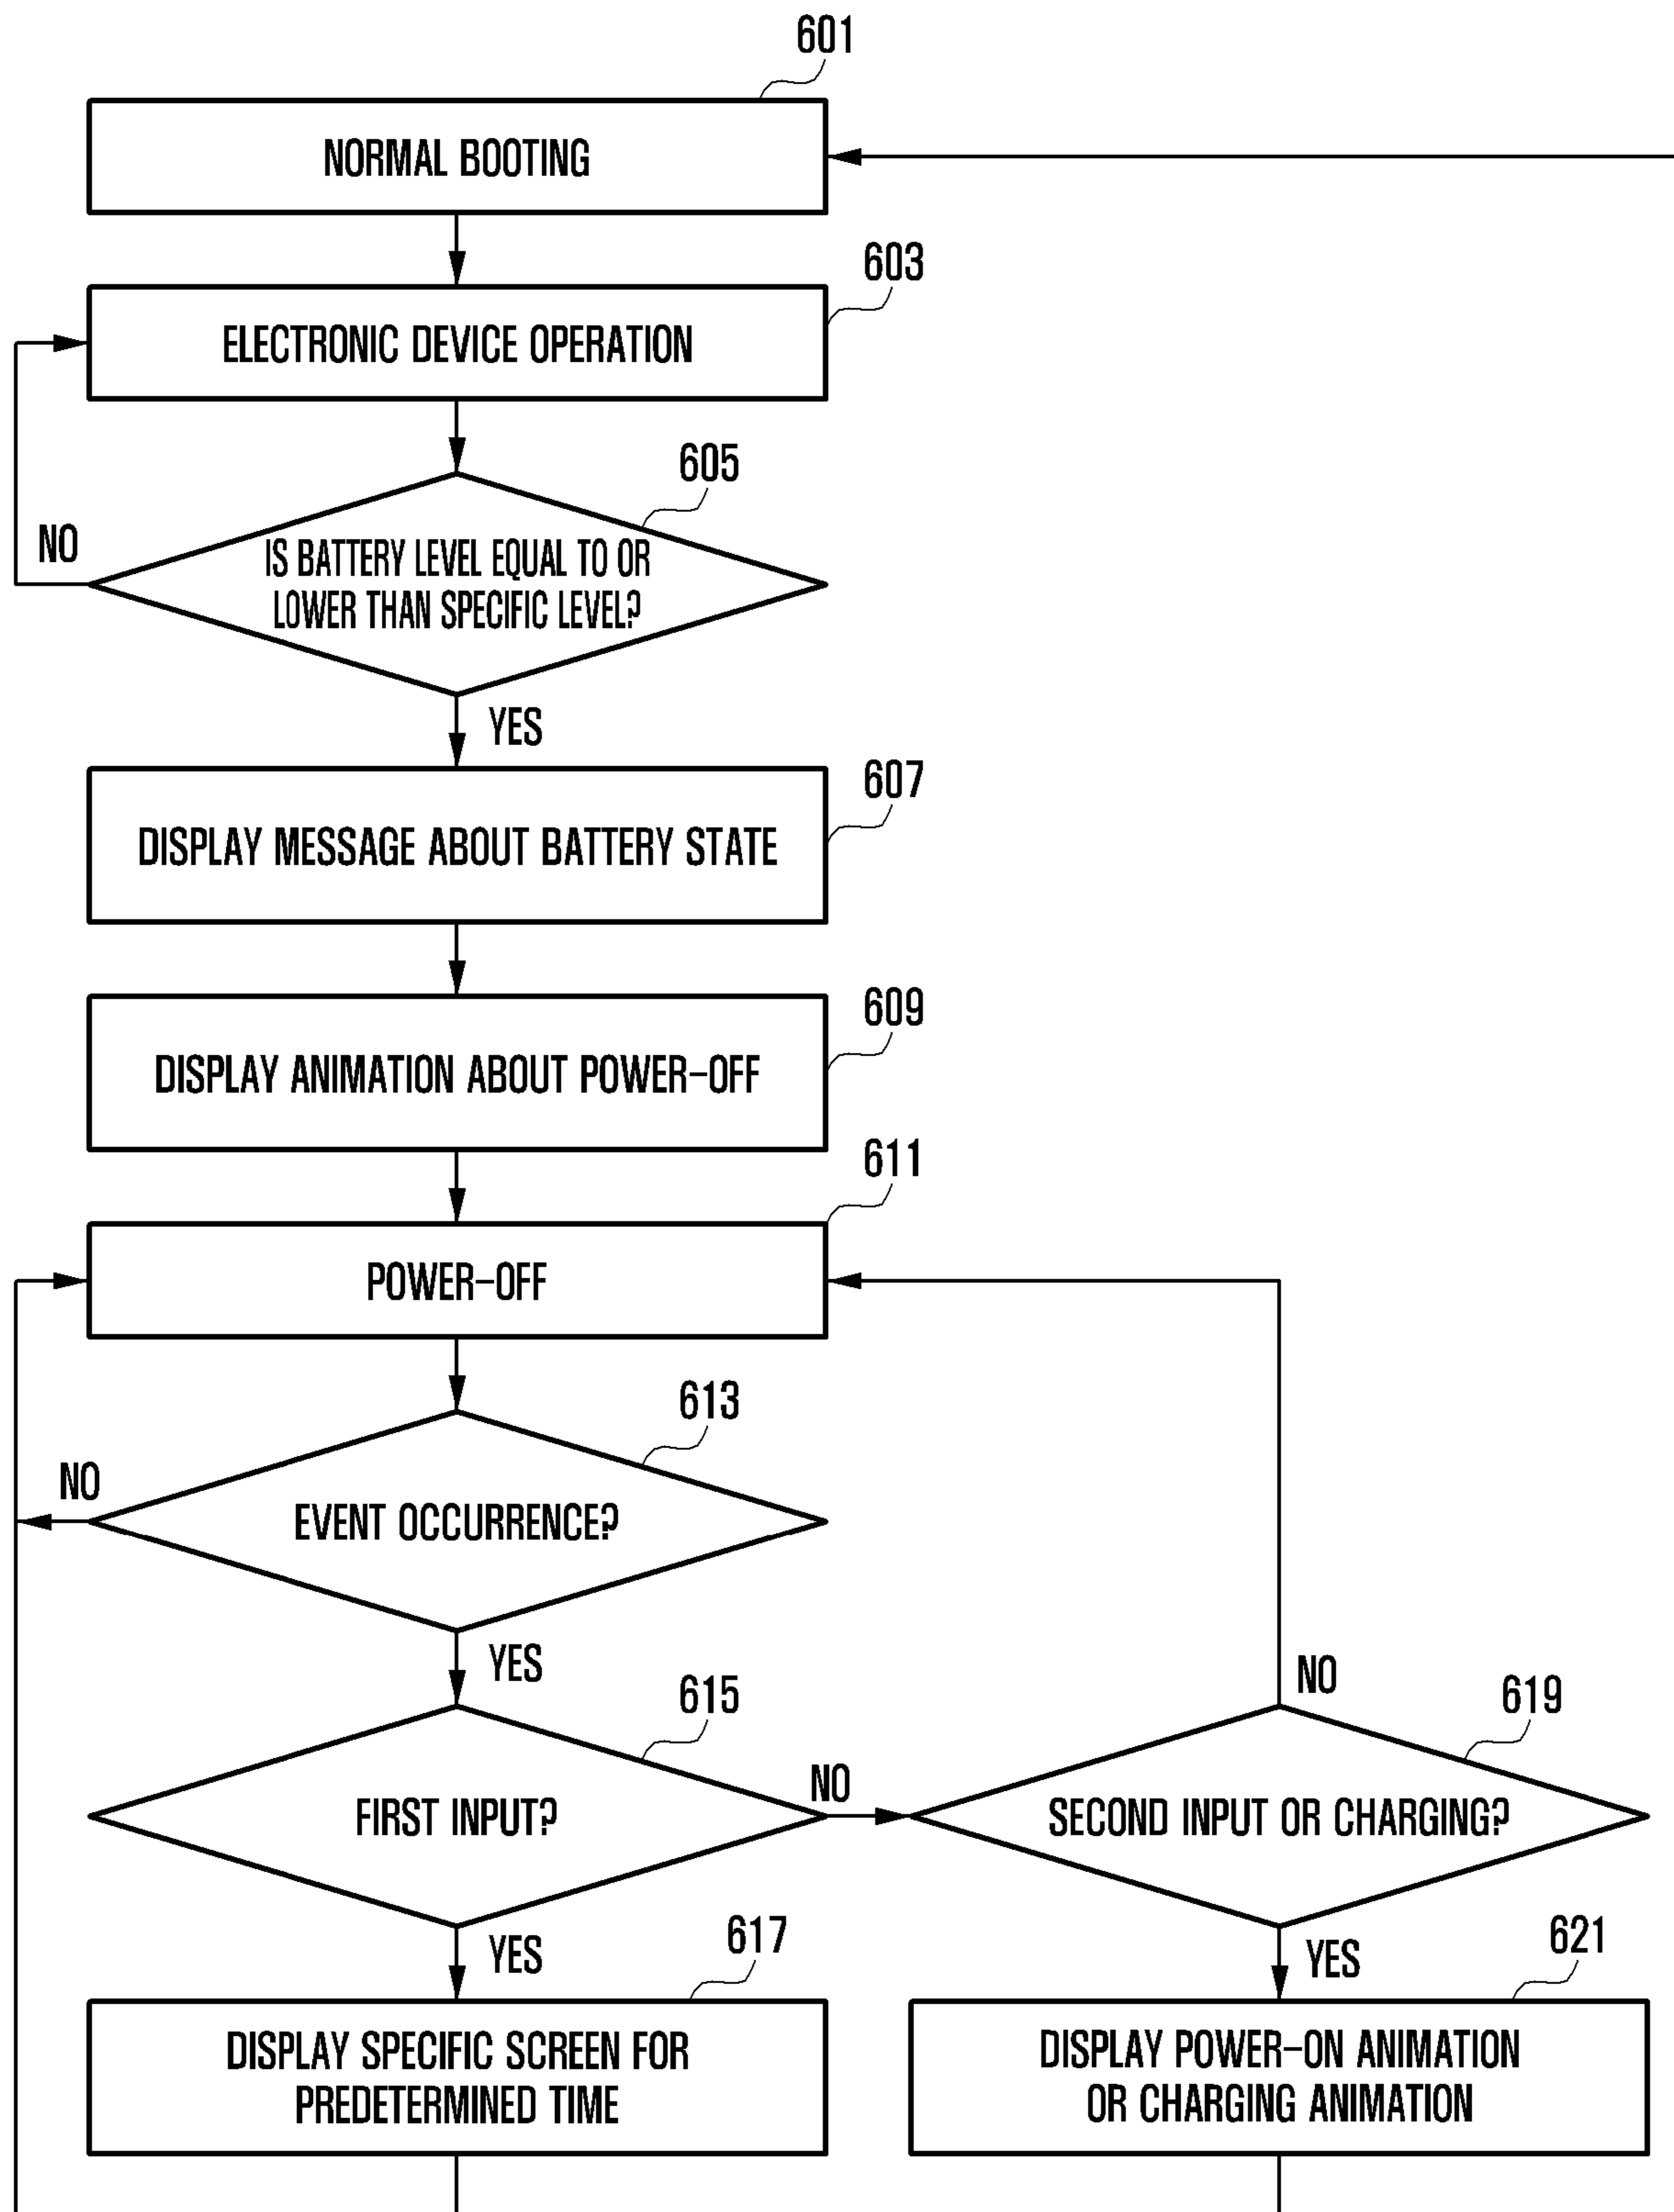 601
NORMAL BOOTING
603
ELECTRONIC DEVICE OPERATION
605
NO
IS BATTERY LEVEL EQUAL TO OR
LOWER THAN SPECIFIC LEVEL?
YES
607
DISPLAY MESSAGE ABOUT BATTERY STATE
609
DISPLAY ANIMATION ABOUT POWER-OFF
611
POWER-OFF
613
NO
EVENT OCCURRENCE?
YES
615
FIRST INPUT?
NO
NO
619
SECOND INPUT OR CHARGING?
YES
617
DISPLAY SPECIFIC SCREEN FOR
PREDETERMINED TIME
YES
621
DISPLAY POWER-ON ANIMATION
OR CHARGING ANIMATION